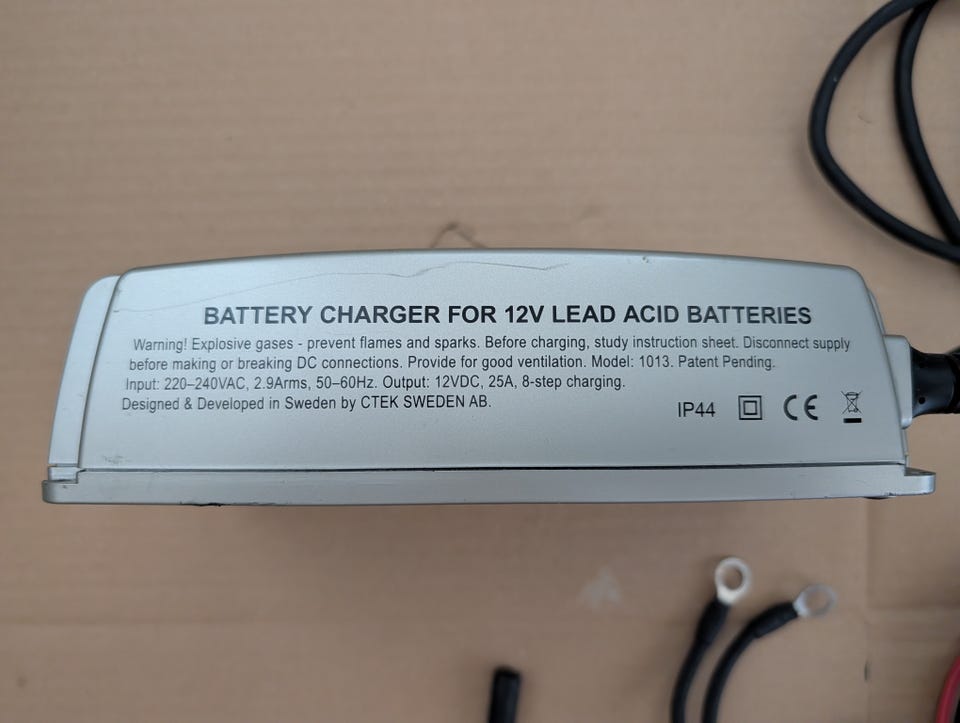 BATTERY CHARGER FOR 12V LEAD ACID BATTERIES
Warning! Explosive gases - prevent flames and sparks. Before charging, study instruction sheet. Disconnect supply
before making or breaking DC connections. Provide for good ventilation. Model: 1013. Patent Pending.
Input: 220–240VAC, 2.9Arms, 50–60Hz. Output: 12VDC, 25A, 8-step charging.
Designed & Developed in Sweden by CTEK SWEDEN AB.
IP44 CE